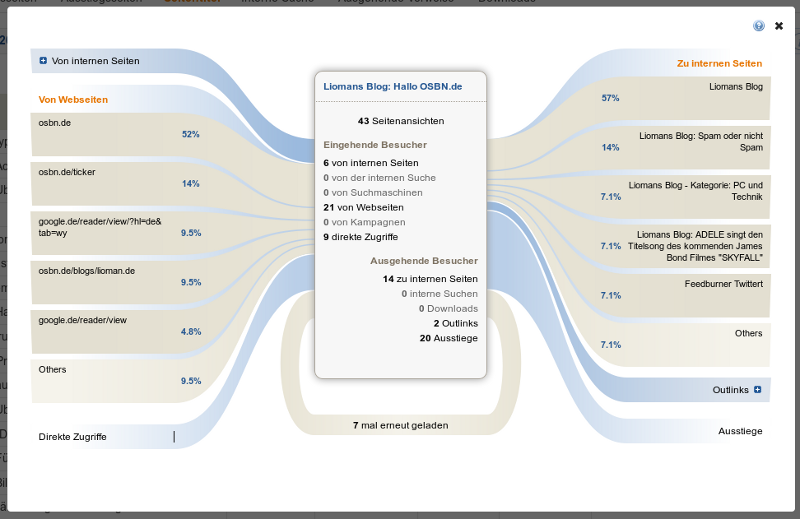 Von internen Seiten
Von Webseiten
osbn.de
52%
osbn.de/ticker
14%
google.de/reader/view/?hl=de&
tab=wy
9.5%
osbn.de/blogs/lioman.de
9.5%
google.de/reader/view
4.8%
Others
9.5%
Direkte Zugriffe
Liomans Blog: Hallo OSBN.de
43 Seitenansichten
Eingehende Besucher
6 von internen Seiten
0 von der internen Suche
0 von Suchmaschinen
21 von Webseiten
0 von Kampagnen
9 direkte Zugriffe
Ausgehende Besucher
14 zu internen Seiten
0 interne Suchen
0 Downloads
2 Outlinks
20 Ausstiege
7 mal erneut geladen
Zu internen Seiten
Liomans Blog
57%
Liomans Blog: Spam oder nicht
Spam
14%
Liomans Blog - Kategorie: PC und
Technik
7.1%
Liomans Blog: ADELE singt den
Titelsong des kommenden James
Bond Filmes "SKYFALL"
7.1%
Feedburner Twittert
7.1%
Others
7.1%
Outlinks
Ausstiege